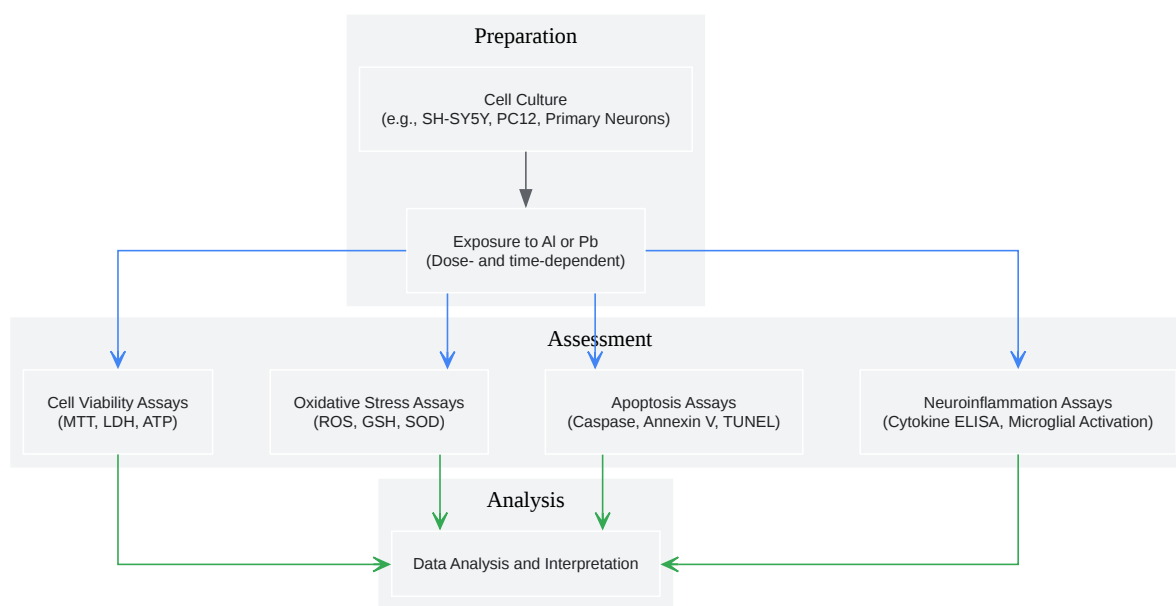 Preparation
Cell Culture
(e.g., SH-SY5Y, PC12, Primary Neurons)
Exposure to Al or Pb
(Dose- and time-dependent)
Assessment
Cell Viability Assays
(MTT, LDH, ATP)
Oxidative Stress Assays
(ROS, GSH, SOD)
Apoptosis Assays
(Caspase, Annexin V, TUNEL)
Neuroinflammation Assays
(Cytokine ELISA, Microglial Activation)
Analysis
Data Analysis and Interpretation